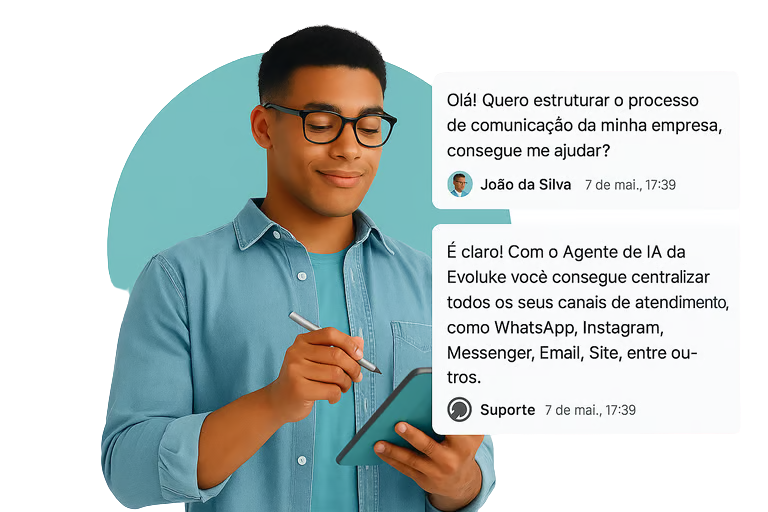 Olá! Quero estruturar o processo
de comunicação da minha empresa,
consegue me ajudar?
João da Silva 7 de mai., 17:39
É claro! Com o Agente de IA da
Evoluke vocè consegue centralizar
todos os seus canais de atendimento,
como WhatsApp, Instagram,
Messenger, Email, Site, entre ou-
tros.
Suporte 7 de mai., 17:39